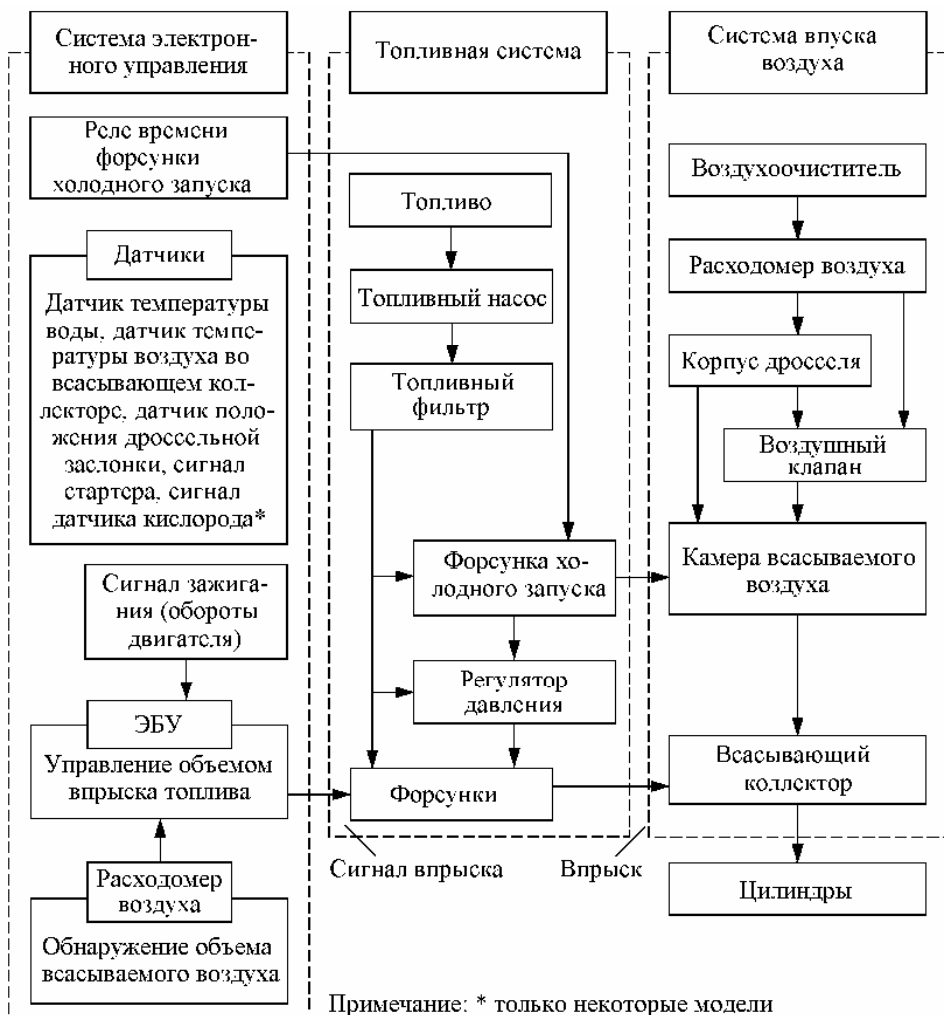 Система электрон-
ного управления
Реле времени
форсунки
холодного запуска
Датчики
Датчик температуры
воды, датчик темпе-
ратуры воздуха во
всасывающем кол-
лекторе, датчик поло-
жения дроссельной
заслонки, сигнал
стартера, сигнал
датчика кислорода*
Сигнал зажига-
ния (обороты
двигателя)
ЭБУ
Управление объемом
впрыска топлива
Расходомер
воздуха
Обнаружение объема
всасываемого воздуха
Топливная система
Топливо
Топливный насос
Топливный
фильтр
Форсунка хо-
лодного запуска
Регулятор
давления
Форсунки
Сигнал впрыска
Впрыск
Система впуска
воздуха
Воздухоочиститель
Расходомер воздуха
Корпус дросселя
Воздушный
клапан
Камера всасываемого
воздуха
Всасывающий
коллектор
Цилиндры
Примечание: * только некоторые модели